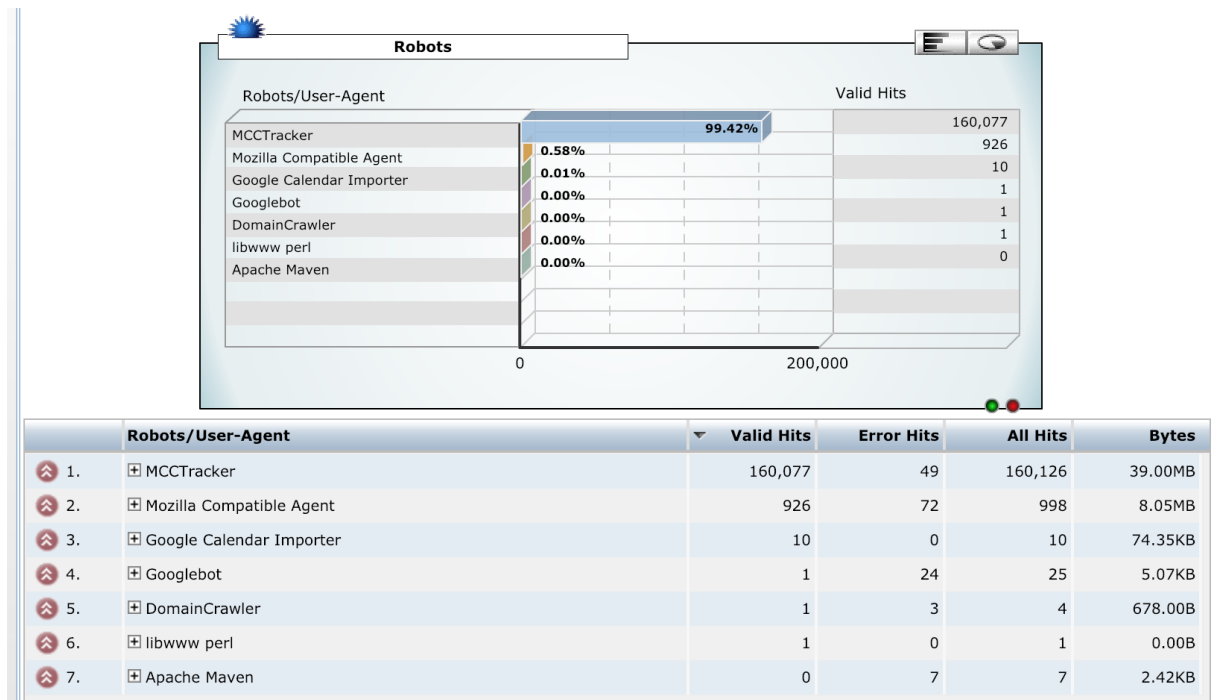 Robots
Robots/User-Agent Valid Hits
MCCTracker 99.42% 160,077
Mozilla Compatible Agent 0.58% 926
Google Calendar Importer 0.01% 10
Googlebot 0.00% 1
DomainCrawler 0.00% 1
libwww perl 0.00% 1
Apache Maven 0.00% 0
0 200,000
Robots/User-Agent Valid Hits Error Hits All Hits Bytes
1. MCCTracker 160,077 49 160,126 39.00MB
2. Mozilla Compatible Agent 926 72 998 8.05MB
3. Google Calendar Importer 10 0 10 74.35KB
4. Googlebot 1 24 25 5.07KB
5. DomainCrawler 1 3 4 678.00B
6. libwww perl 1 0 1 0.00B
7. Apache Maven 0 7 7 2.42KB